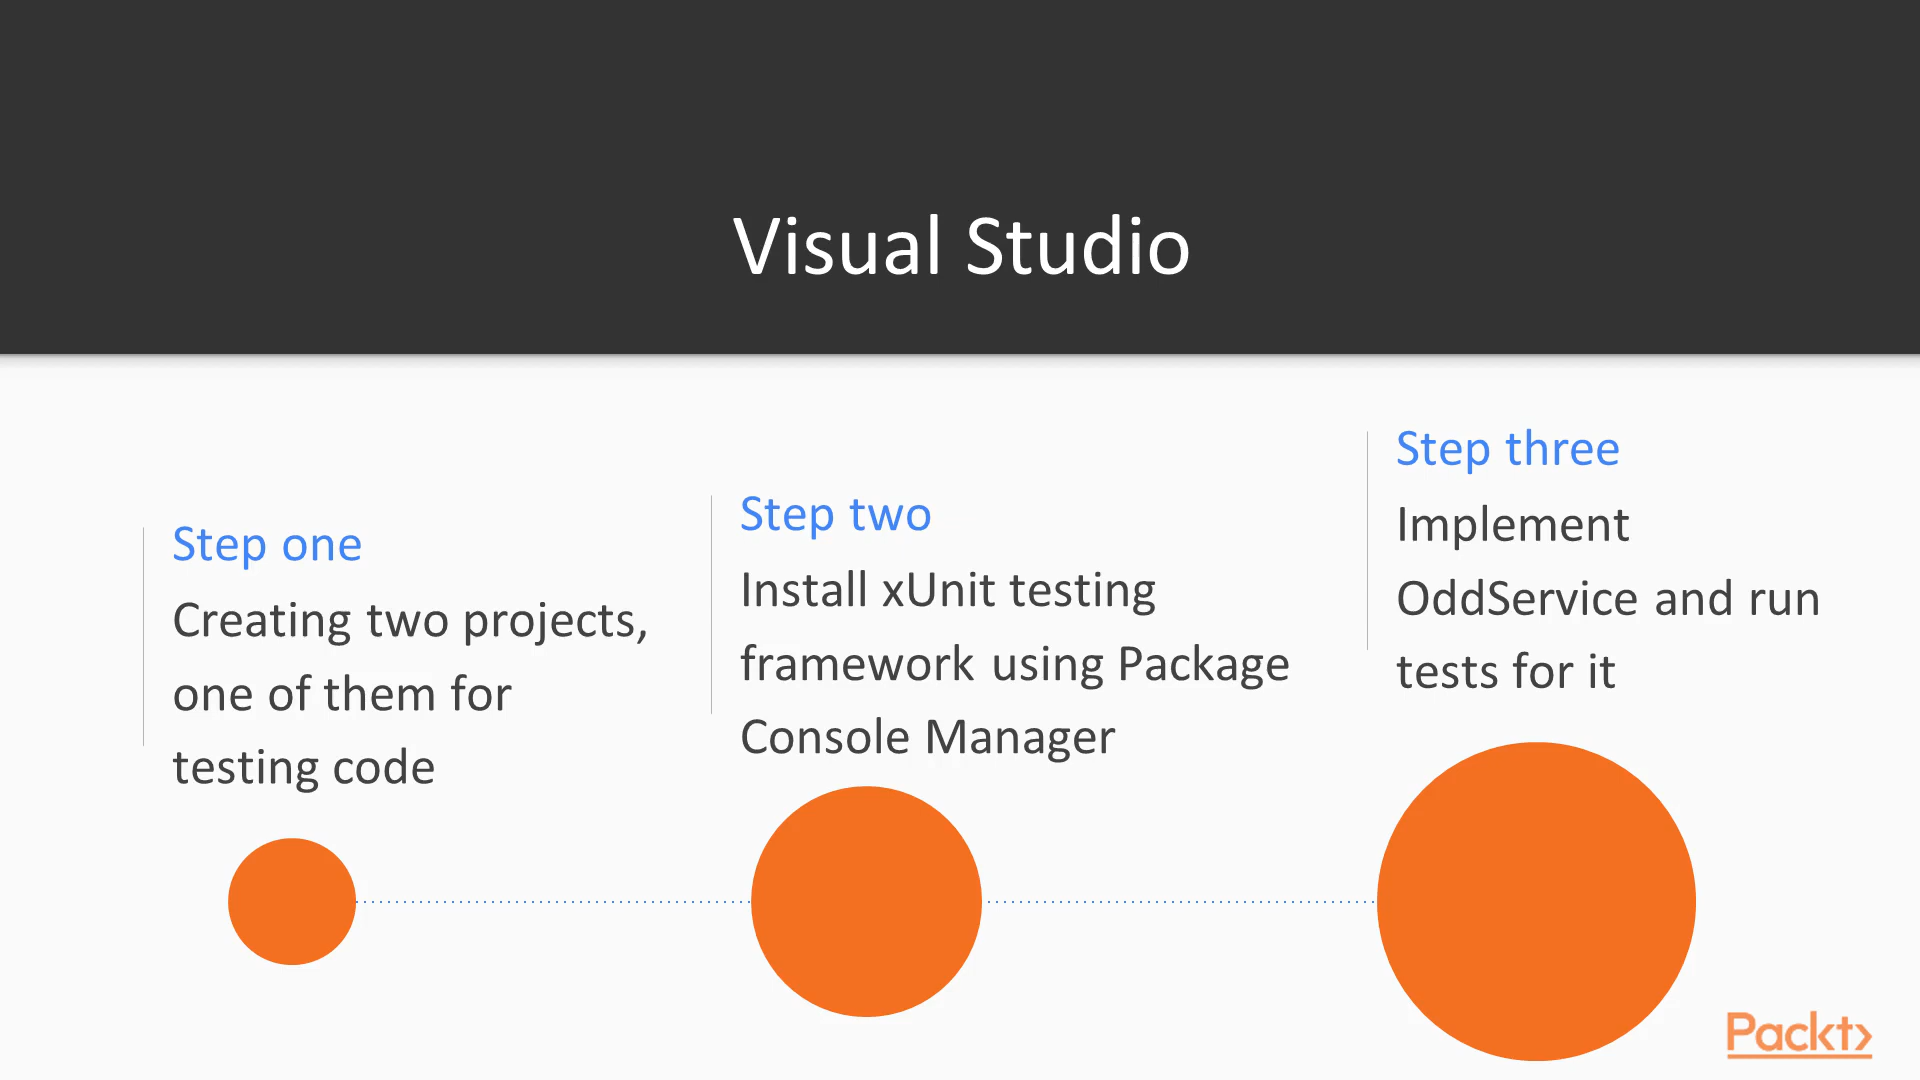 Visual Studio
Step one
Creating two projects,
one of them for
testing code
Step two
Install xUnit testing
framework using Package
Console Manager
Step three
Implement
OddService and run
tests for it
Packt>